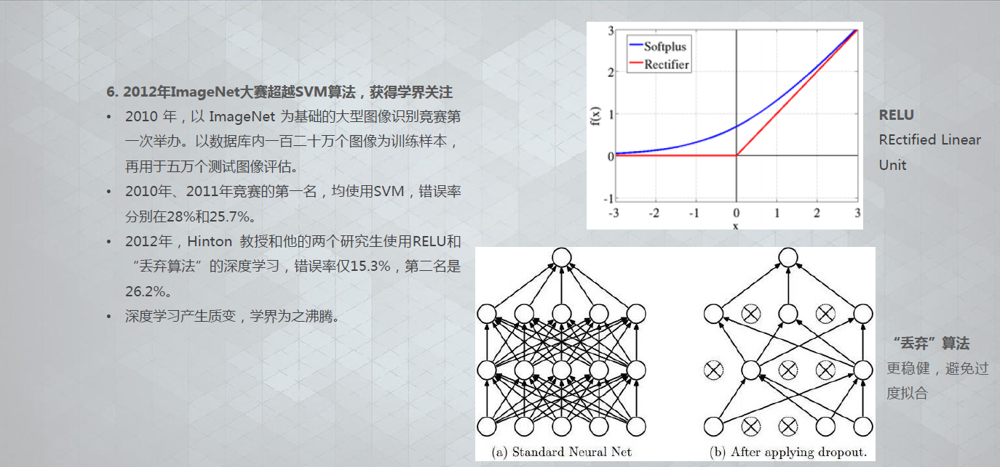 6. 2012年ImageNet大赛超越SVM算法，获得学界关注
• 2010 年，以 ImageNet 为基础的大型图像识别竞赛第
一次举办。以数据库内一百二十万个图像为训练样本，
再用于五万个测试图像评估。
• 2010年、2011年竞赛的第一名，均使用SVM，错误率
分别在28%和25.7%。
• 2012年，Hinton 教授和他的两个研究生使用RELU和
“丢弃算法”的深度学习，错误率仅15.3%，第二名是
26.2%。
• 深度学习产生质变，学界为之沸腾。
Softplus
Rectifier
f(x)
3
2
1
0
-1
-3 -2 -1 0 1 2 3
x
RELU
REctified Linear
Unit
(a) Standard Neural Net
(b) After applying dropout.
“丢弃”算法
更稳健，避免过
度拟合